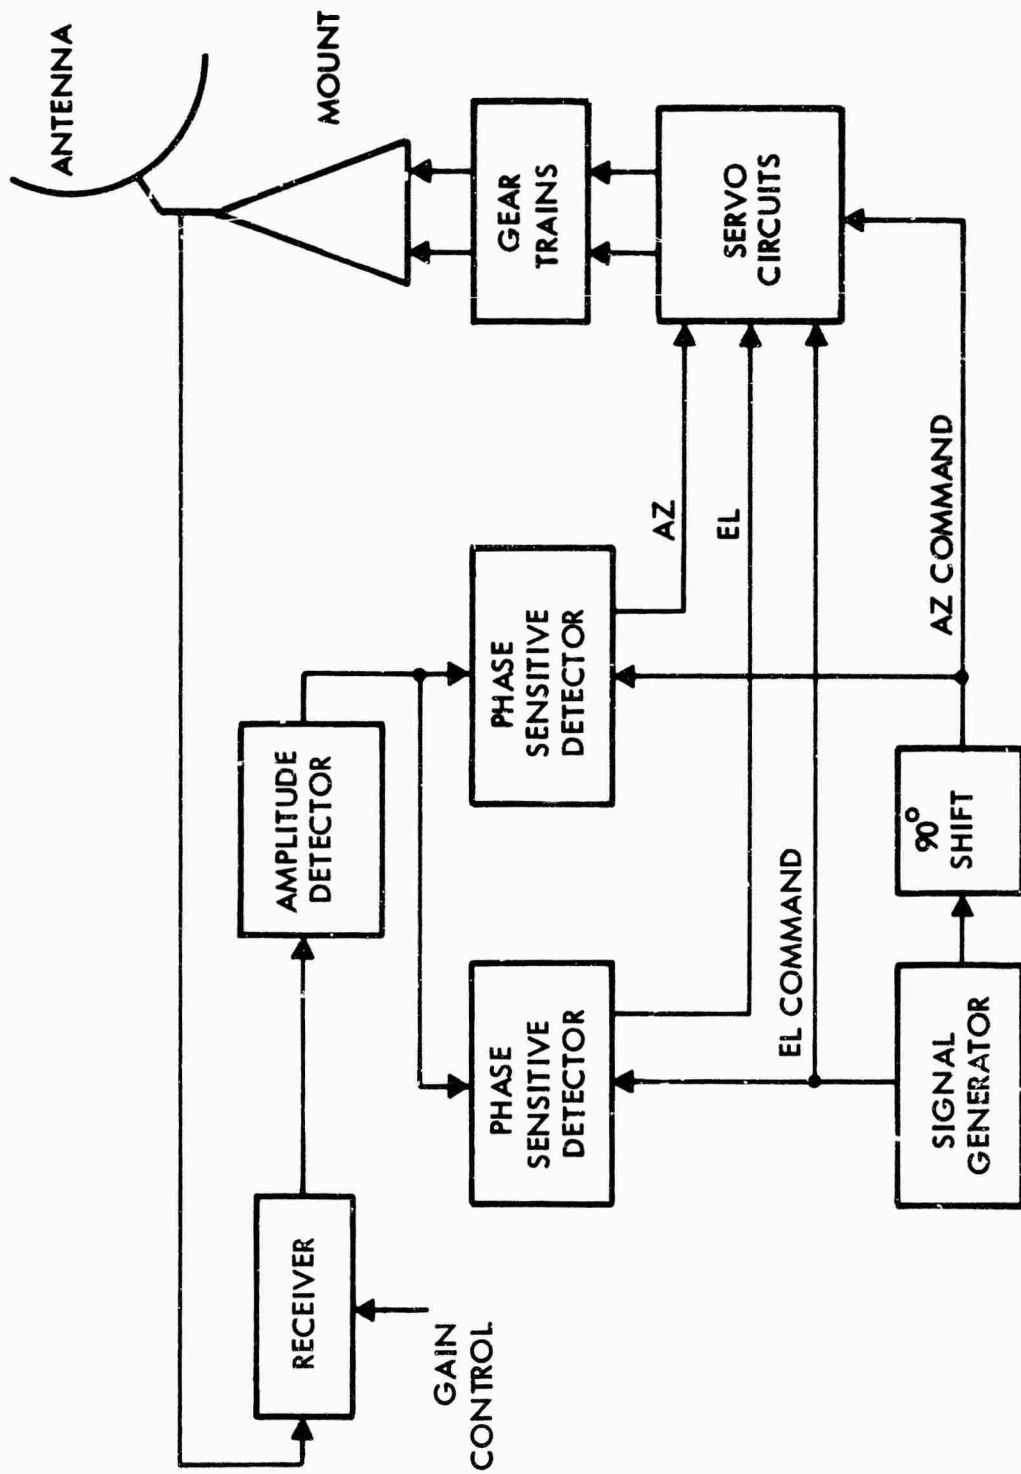 ANTENNA
MOUNT
RECEIVER
GAIN
CONTROL
AMPLITUDE
DETECTOR
PHASE
SENSITIVE
DETECTOR
PHASE
SENSITIVE
DETECTOR
GEAR
TRAINS
AZ
EL
EL COMMAND
SERVO
CIRCUITS
SIGNAL
GENERATOR
90°
SHIFT
AZ COMMAND